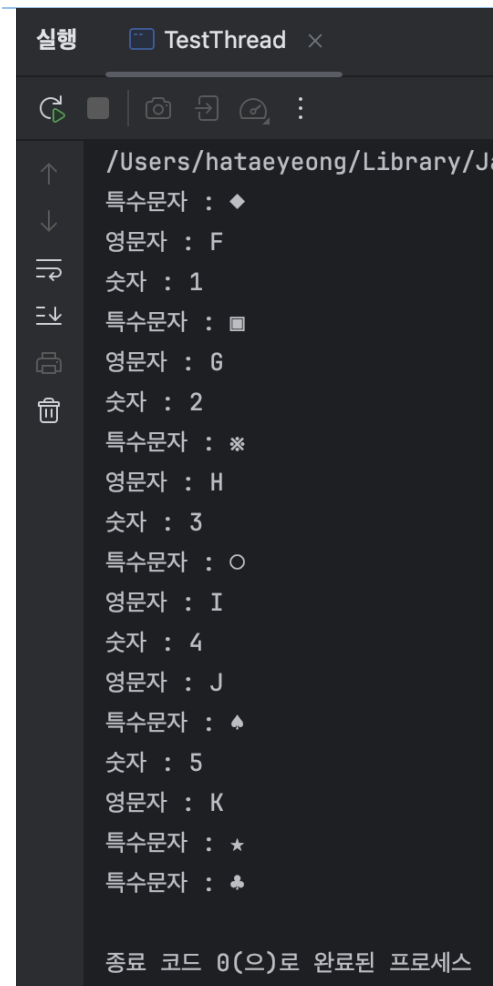 실행 TestThread
/Users/hataeyeong/Library/Ja
특수문자 : ◆
영문자 : F
숫자 : 1
특수문자 : ▣
영문자 : G
숫자 : 2
특수문자 : ※
영문자 : H
숫자 : 3
특수문자 : ○
영문자 : I
숫자 : 4
영문자 : J
특수문자 : ♠
숫자 : 5
영문자 : K
특수문자 : ★
특수문자 : ♣
종료 코드 0(으)로 완료된 프로세스